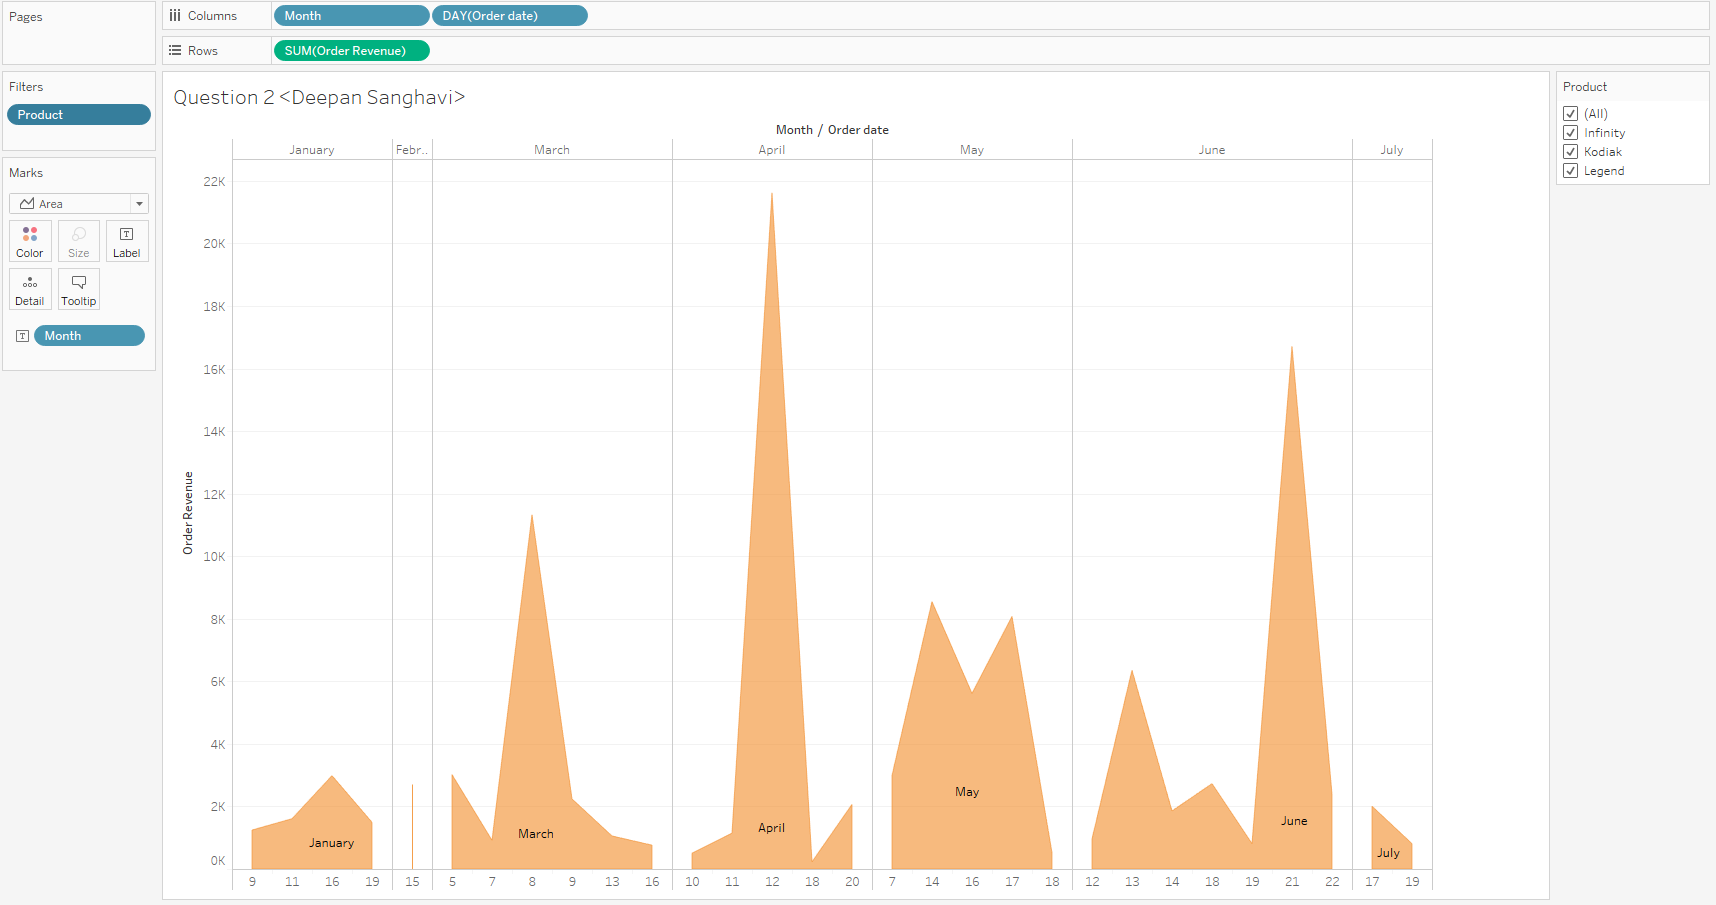 Pages
Columns Month DAY(Order date)
Rows SUM(Order Revenue)
Filters
Product
Marks
Area
Color Size Label
Detail Tooltip
T Month
Question 2 <Deepan Sanghavi>
Month / Order date
January Febr.. March April May June July
22K
20K
18K
16K
14K
12K
10K
8K
6K
4K
2K
0K
Order Revenue
January
March
April
May
June
July
9 11 16 19 15 5 7 8 9 13 16 10 11 12 18 20 7 14 16 17 18 12 13 14 18 19 21 22 17 19
Product
(All)
Infinity
Kodiak
Legend